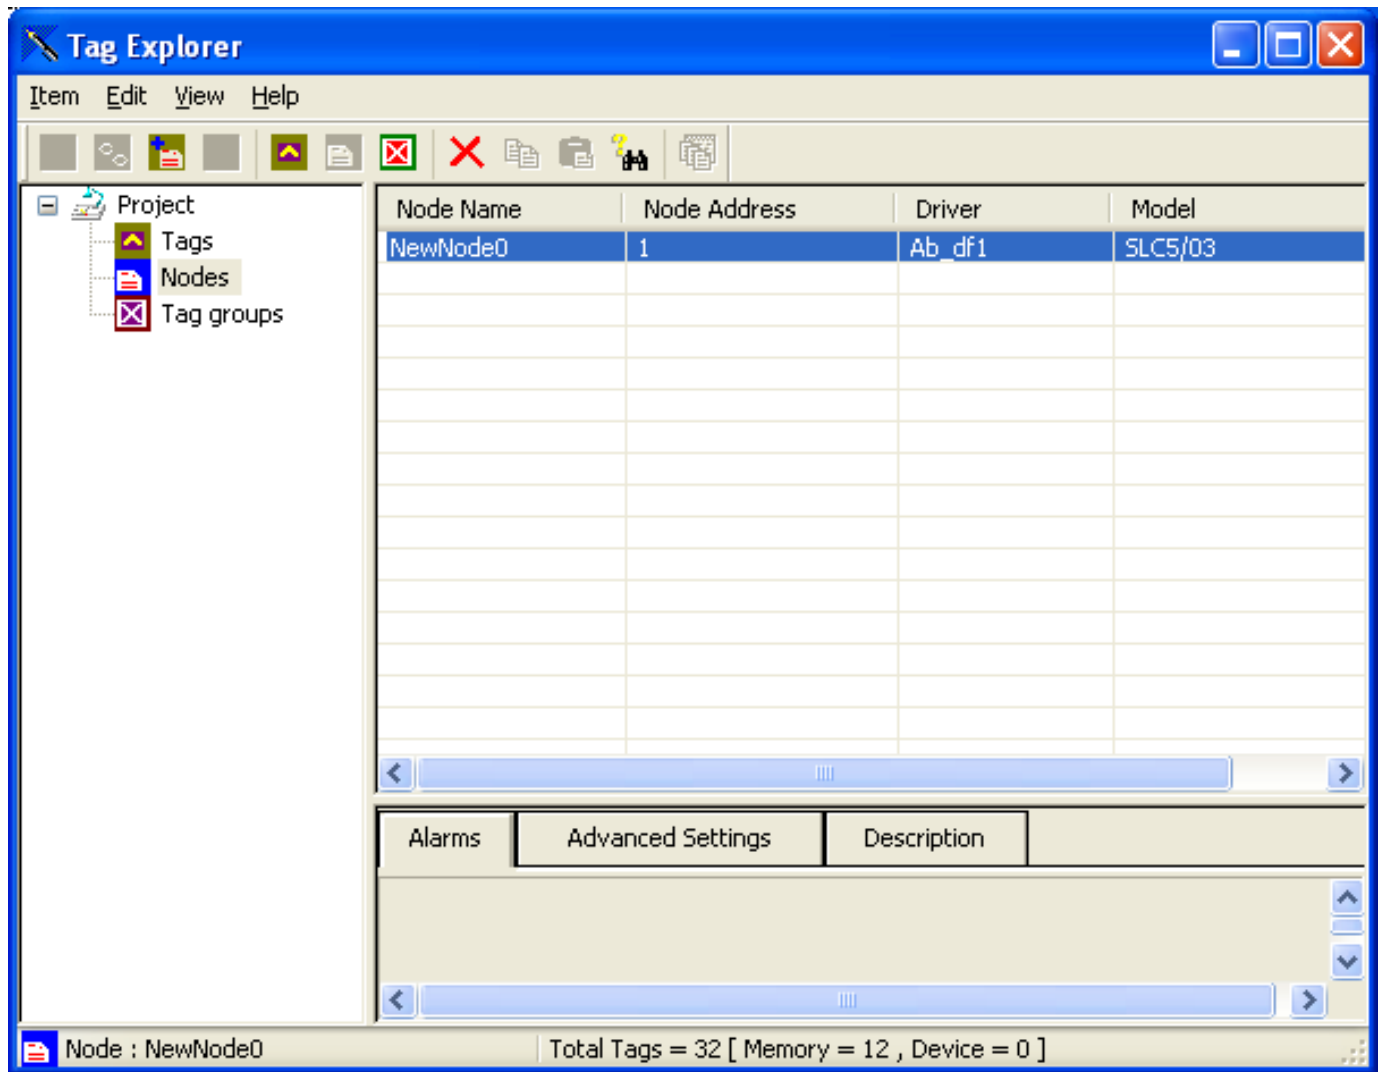 Tag Explorer
Item Edit View Help
Project
Tags
Nodes
Tag groups
Node Name Node Address Driver Model
NewNode0 1 Ab_df1 SLC5/03
Alarms Advanced Settings Description
Node : NewNode0 Total Tags = 32 [ Memory = 12 , Device = 0 ]